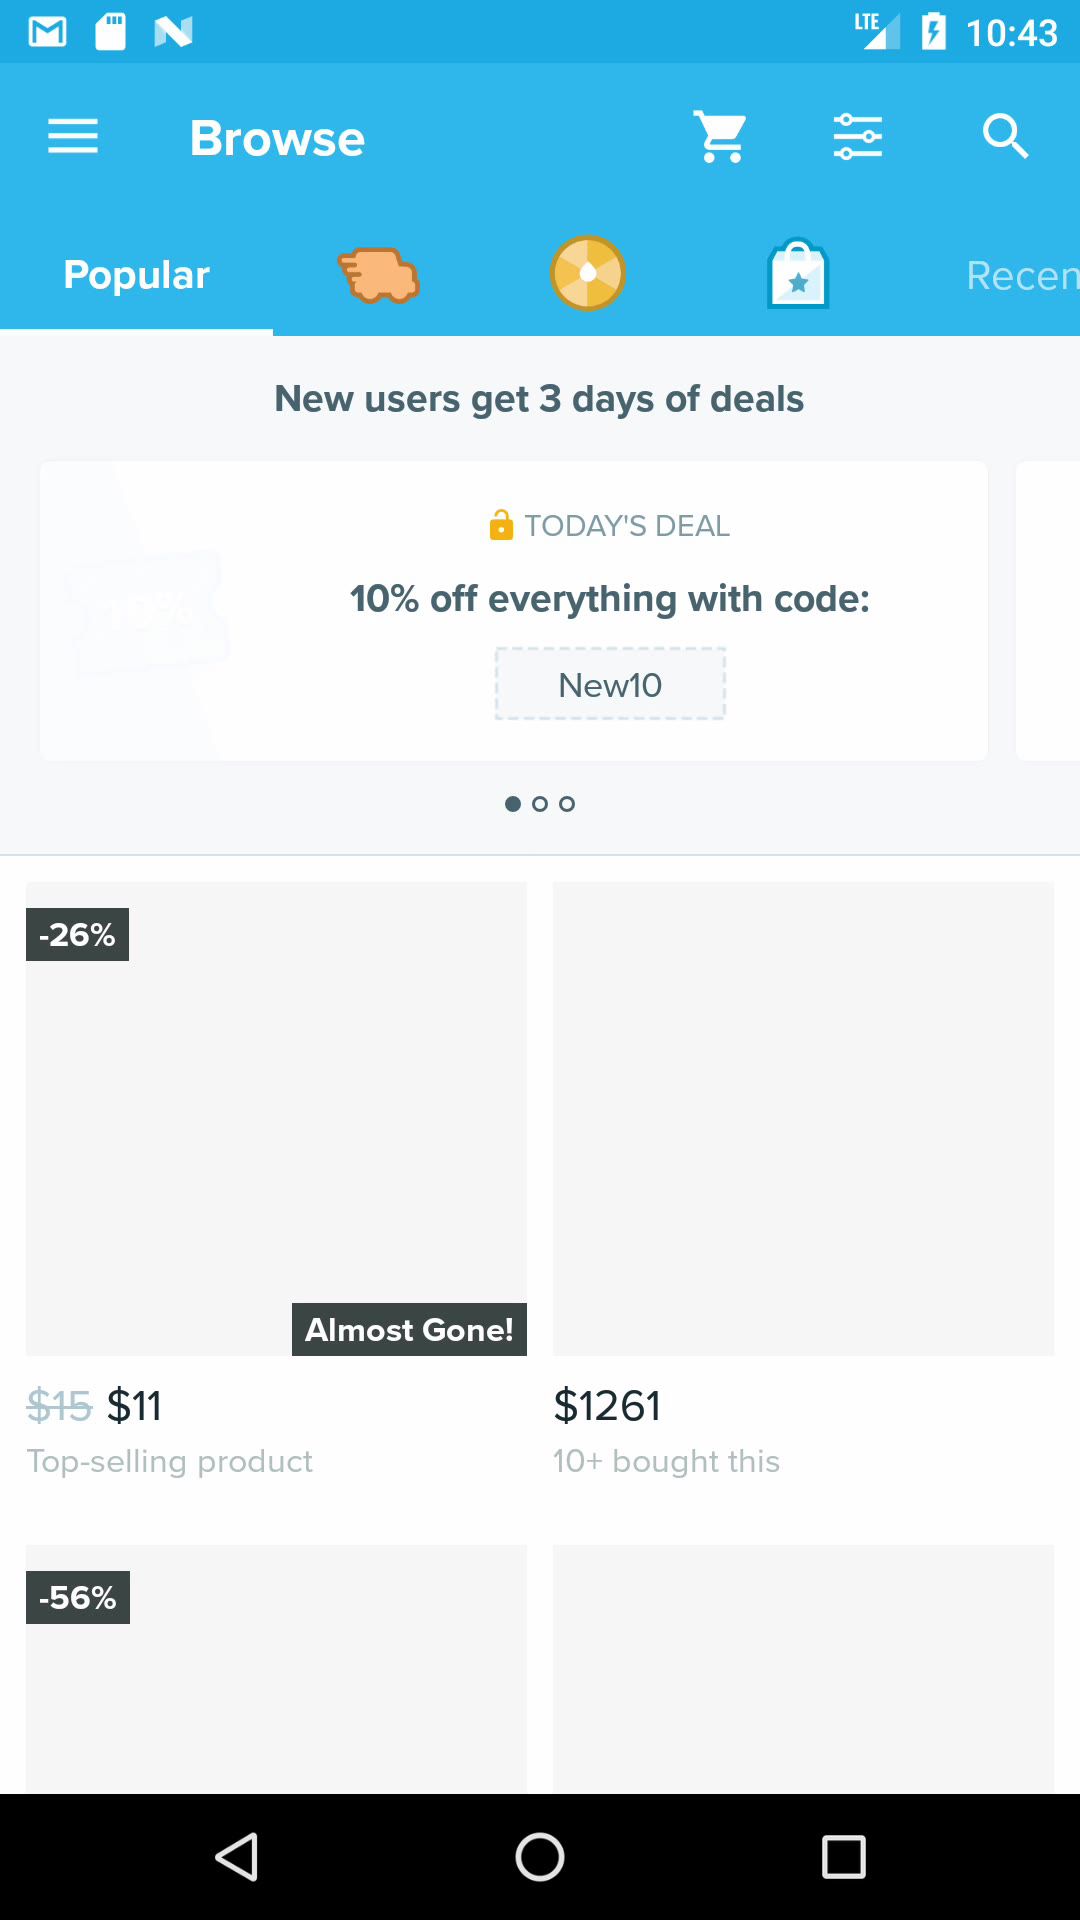 LTE 10:43
Browse
Popular
Recen
New users get 3 days of deals
TODAY'S DEAL
10% off everything with code:
New10
-26%
Almost Gone!
$15 $11
$1261
Top-selling product
10+ bought this
-56%